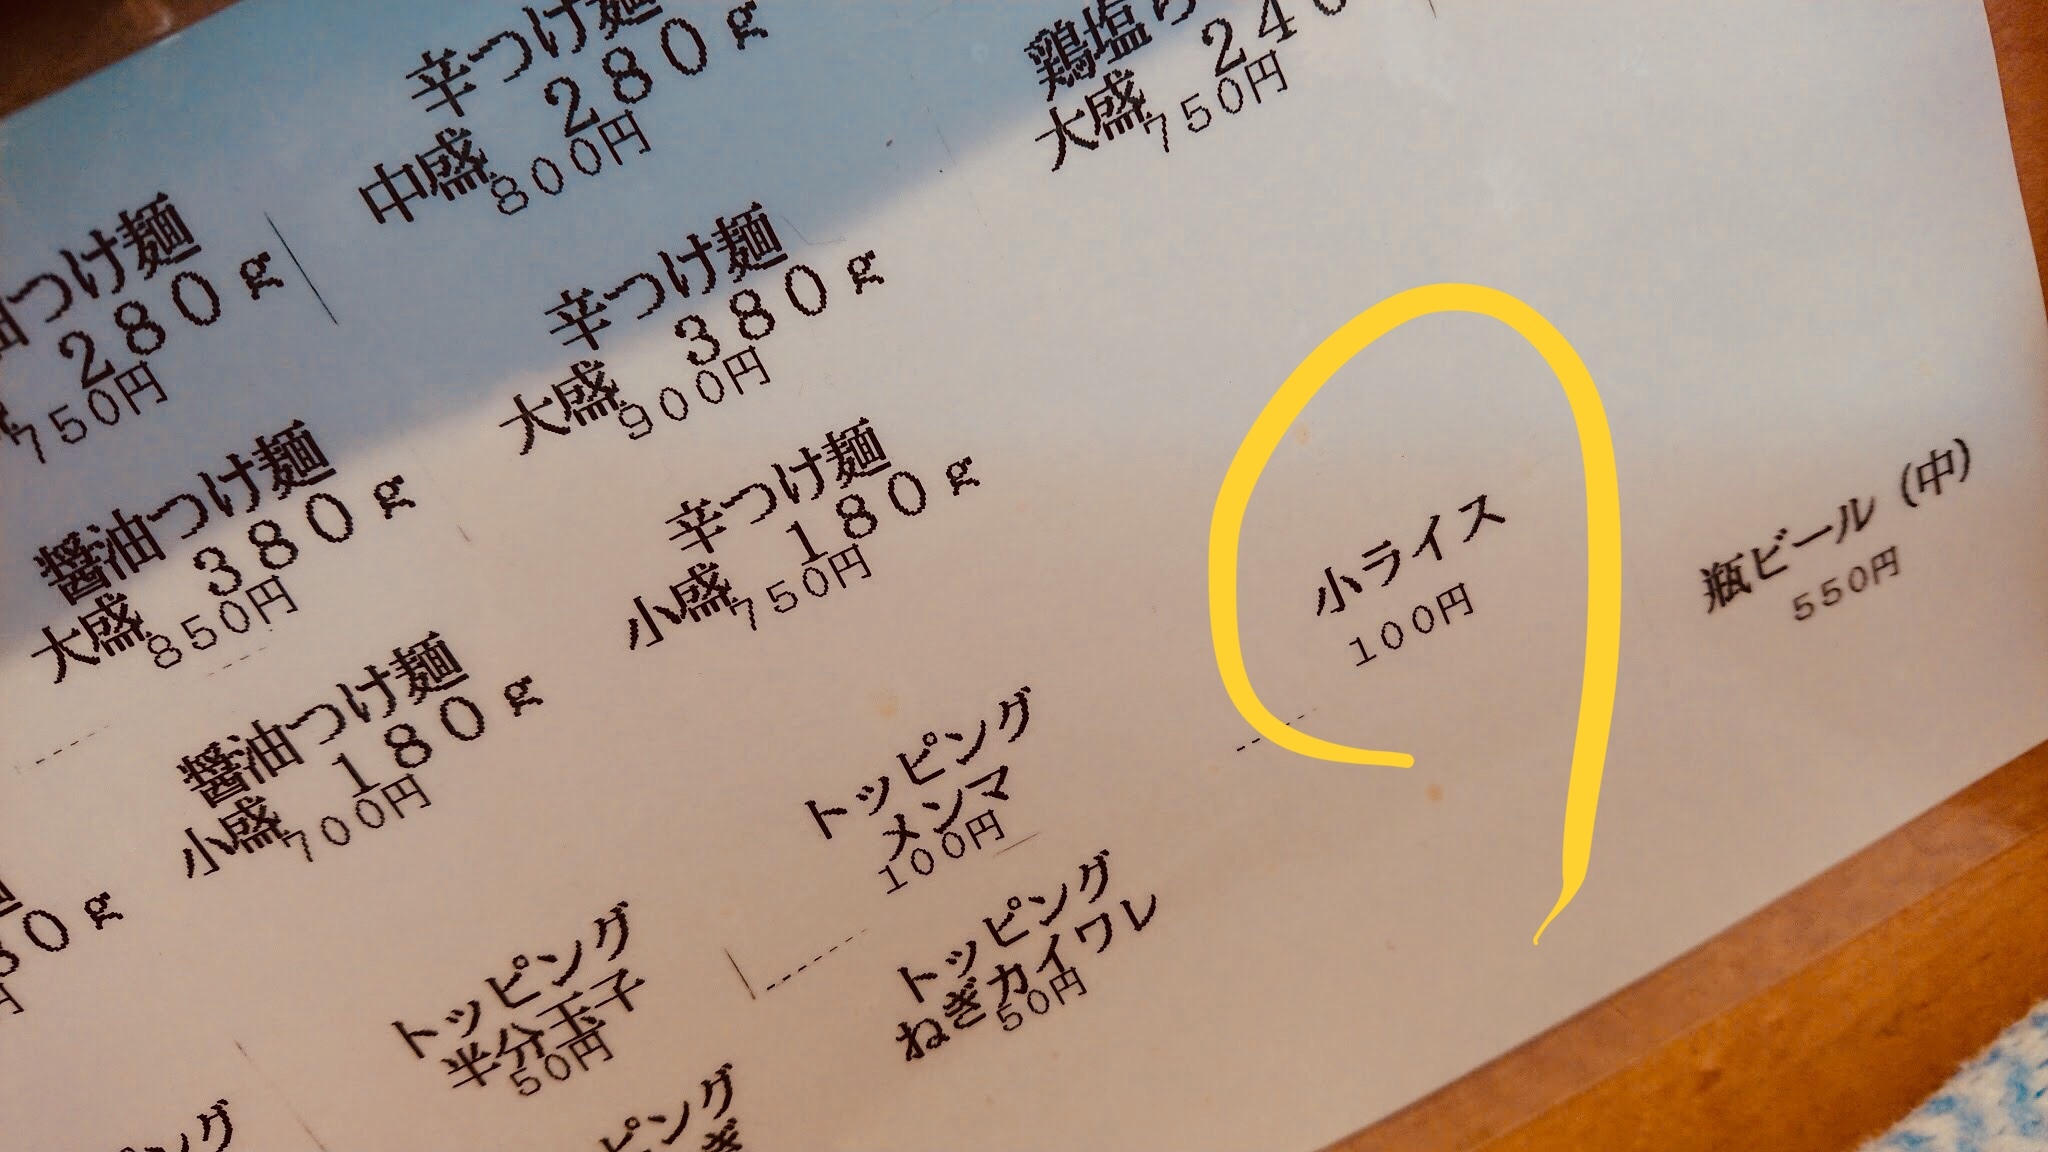 辛つけ麺
280g
中盛
800円
鶏塩ら
240
大盛
750円
つけ麺
280g
750円
辛つけ麺
380g
大盛
900円
醤油つけ麺
380g
大盛
850円
辛つけ麺
180g
小盛
750円
小ライス
100円
瓶ビール(中)
550円
醤油つけ麺
180g
小盛
700円
トッピング
メンマ
100円
トッピング
半分玉子
50円
トッピング
ねぎカイワレ
50円